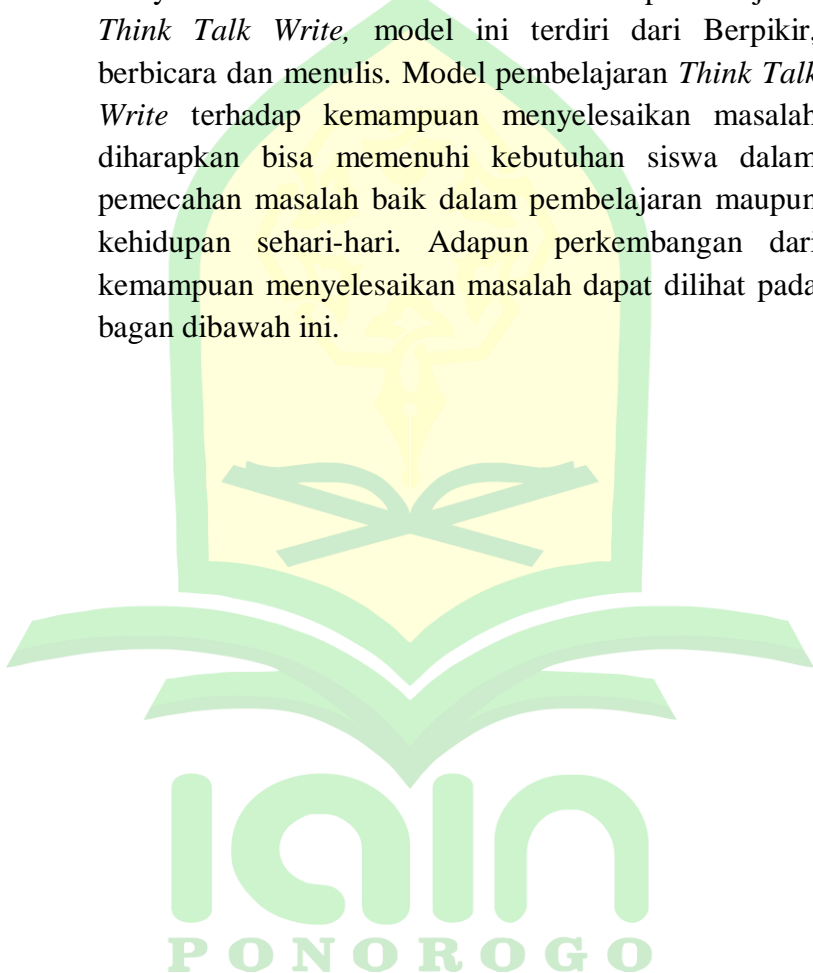 Think Talk Write, model ini terdiri dari Berpikir,
berbicara dan menulis. Model pembelajaran Think Talk
Write terhadap kemampuan menyelesaikan masalah
diharapkan bisa memenuhi kebutuhan siswa dalam
pemecahan masalah baik dalam pembelajaran maupun
kehidupan sehari-hari. Adapun perkembangan dari
kemampuan menyelesaikan masalah dapat dilihat pada
bagan dibawah ini.
IAIN
PONOROGO